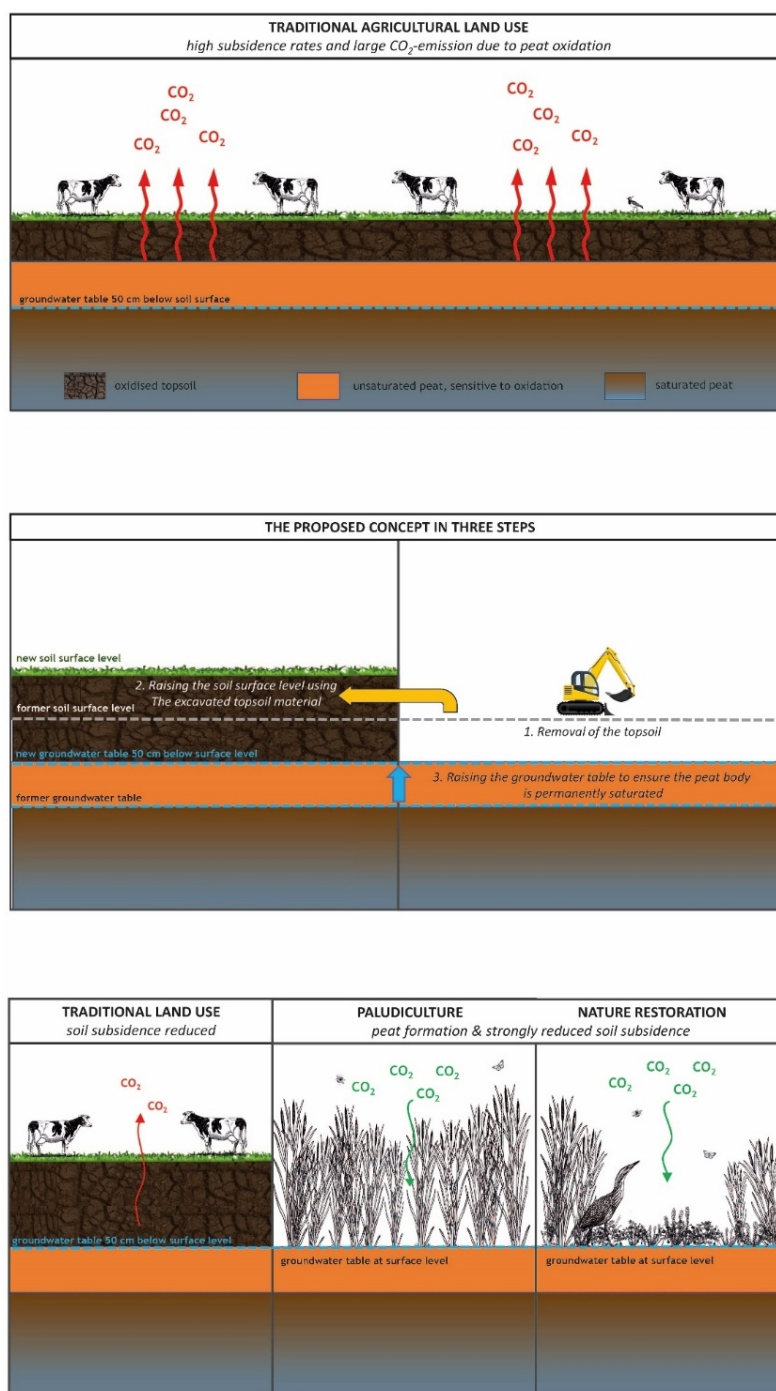 TRADITIONAL AGRICULTURAL LAND USE
high subsidence rates and large CO₂-emission due to peat oxidation
CO₂
CO₂
CO₂
CO₂
CO₂
CO₂
CO₂
CO₂
groundwater table 50 cm below soil surface
oxidised topsoil
unsaturated peat, sensitive to oxidation
saturated peat
THE PROPOSED CONCEPT IN THREE STEPS
new soil surface level
2. Raising the soil surface level using
The excavated topsoil material
former soil surface level
1. Removal of the topsoil
new groundwater table 50 cm below surface level
3. Raising the groundwater table to ensure the peat body
is permanently saturated
former groundwater table
TRADITIONAL LAND USE
soil subsidence reduced
PALUDICULTURE
NATURE RESTORATION
peat formation & strongly reduced soil subsidence
CO₂
CO₂
CO₂
CO₂
CO₂
CO₂
CO₂
CO₂
CO₂
CO₂
groundwater table 50 cm below surface level
groundwater table at surface level
groundwater table at surface level